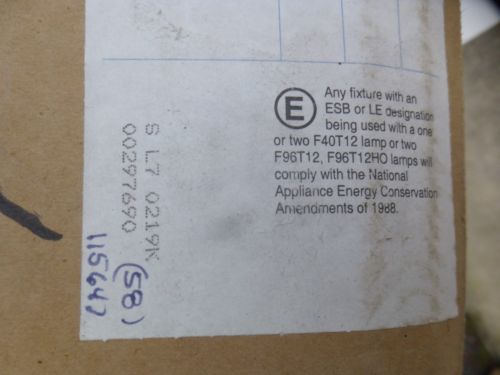 E
Any fixture with an
ESB or LE designation
being used with a one
or two F40T12 lamp or two
F96T12, F96T12HO lamps will
comply with the National
Appliance Energy Conservation
Amendments of 1988.
S L7 0219K
00297690
(58)
115647